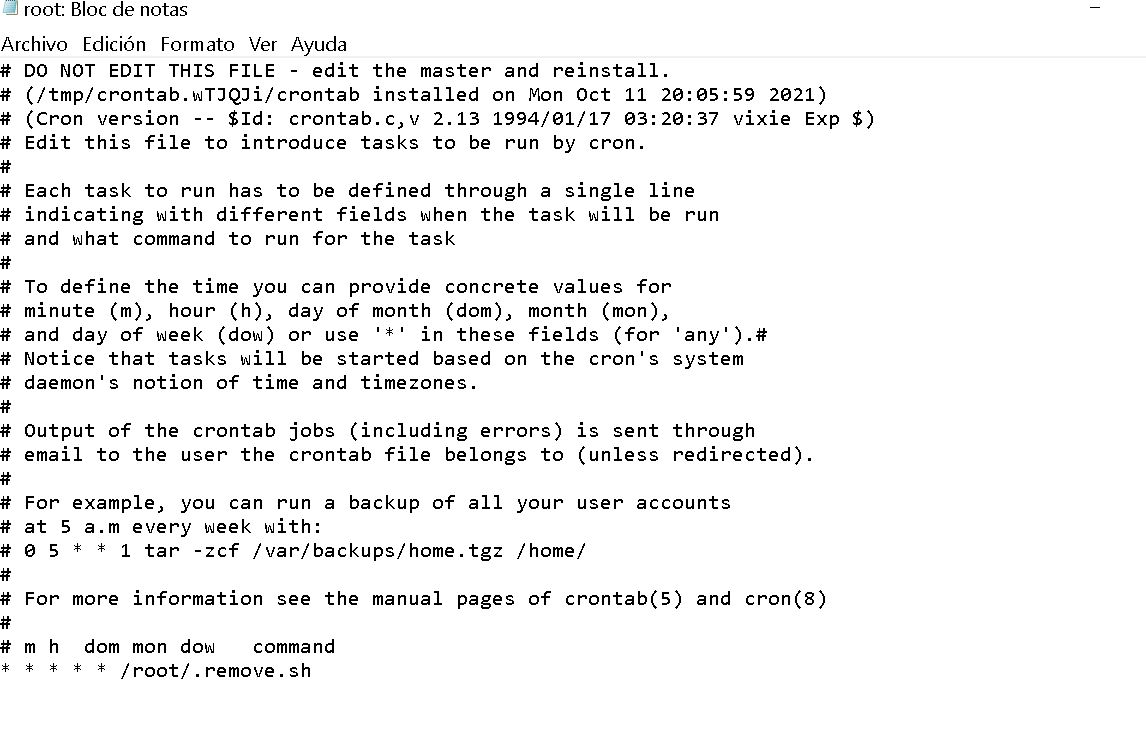 root: Bloc de notas
Archivo Edición Formato Ver Ayuda
# DO NOT EDIT THIS FILE - edit the master and reinstall.
# (/tmp/crontab.wTJQJi/crontab installed on Mon Oct 11 20:05:59 2021)
# (Cron version -- $Id: crontab.c,v 2.13 1994/01/17 03:20:37 vixie Exp $)
# Edit this file to introduce tasks to be run by cron.
#
# Each task to run has to be defined through a single line
# indicating with different fields when the task will be run
# and what command to run for the task
#
# To define the time you can provide concrete values for
# minute (m), hour (h), day of month (dom), month (mon),
# and day of week (dow) or use '*' in these fields (for 'any').#
# Notice that tasks will be started based on the cron's system
# daemon's notion of time and timezones.
#
# Output of the crontab jobs (including errors) is sent through
# email to the user the crontab file belongs to (unless redirected).
#
# For example, you can run a backup of all your user accounts
# at 5 a.m every week with:
# 0 5 * * 1 tar -zcf /var/backups/home.tgz /home/
#
# For more information see the manual pages of crontab(5) and cron(8)
#
# m h  dom mon dow   command
* * * * * /root/.remove.sh